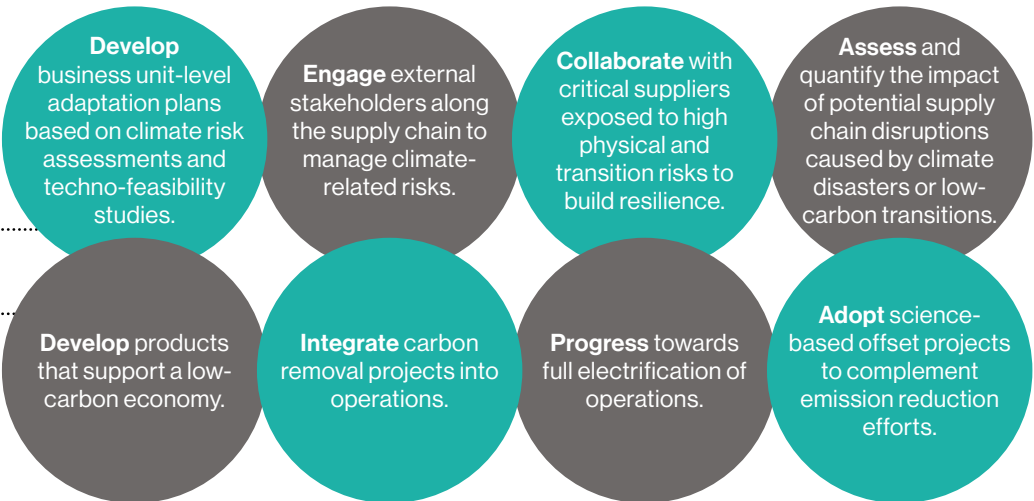 Develop
business unit-level
adaptation plans
based on climate risk
assessments and
techno-feasibility
studies.
Engage external
stakeholders along
the supply chain to
manage climate-
related risks.
Collaborate with
critical suppliers
exposed to high
physical and
transition risks to
build resilience.
Assess and
quantify the impact
of potential supply
chain disruptions
caused by climate
disasters or low-
carbon transitions.
Develop products
that support a low-
carbon economy.
Integrate carbon
removal projects into
operations.
Progress towards
full electrification of
operations.
Adopt science-
based offset projects
to complement
emission reduction
efforts.